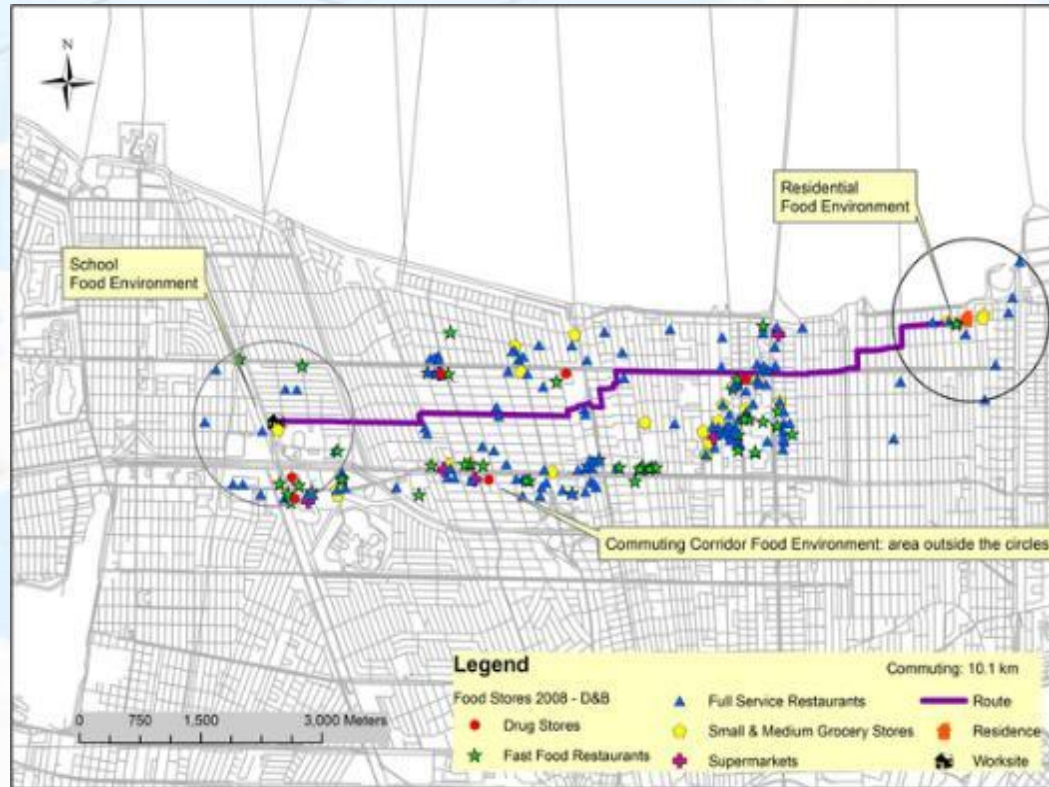 N
Residential
Food Environment
School
Food Environment
Commuting Corridor Food Environment: area outside the circles
Legend
Commuting: 10.1 km
Food Stores 2008 - D&B
Drug Stores
Fast Food Restaurants
Full Service Restaurants
Small & Medium Grocery Stores
Supermarkets
Route
Residence
Worksite
0 750 1,500 3,000 Meters